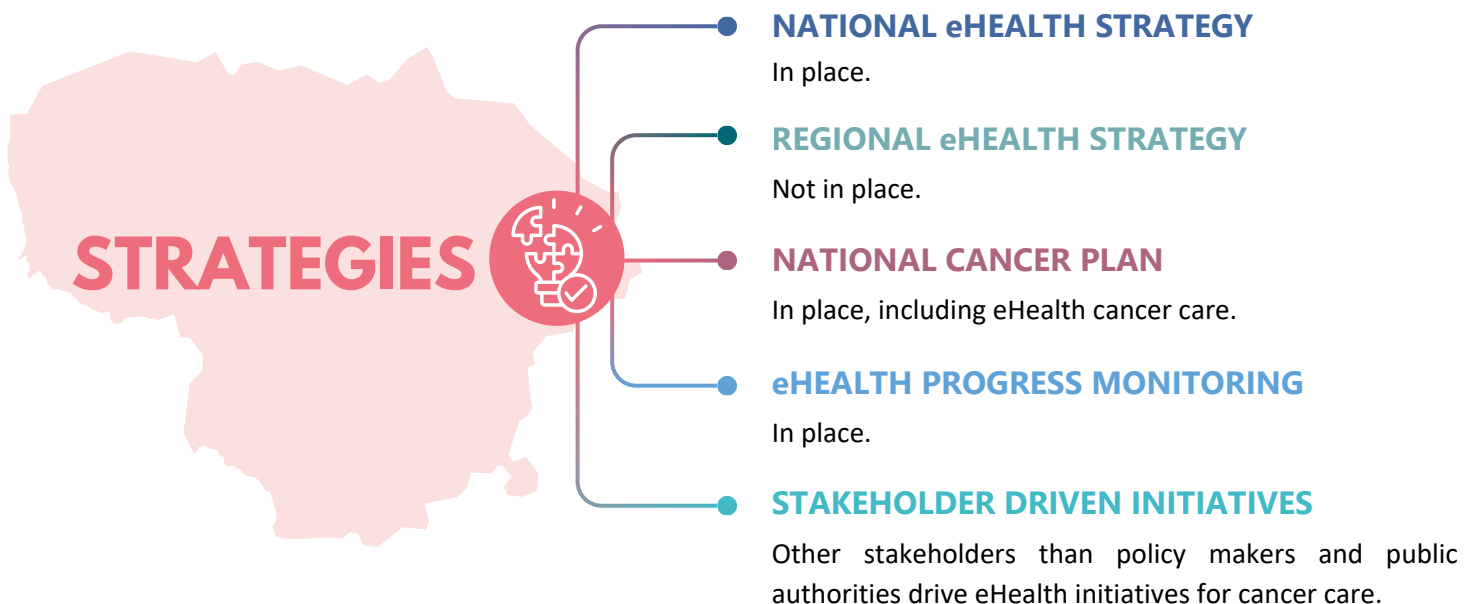 STRATEGIES
NATIONAL eHEALTH STRATEGY
In place.
REGIONAL eHEALTH STRATEGY
Not in place.
NATIONAL CANCER PLAN
In place, including eHealth cancer care.
eHEALTH PROGRESS MONITORING
In place.
STAKEHOLDER DRIVEN INITIATIVES
Other stakeholders than policy makers and public
authorities drive eHealth initiatives for cancer care.